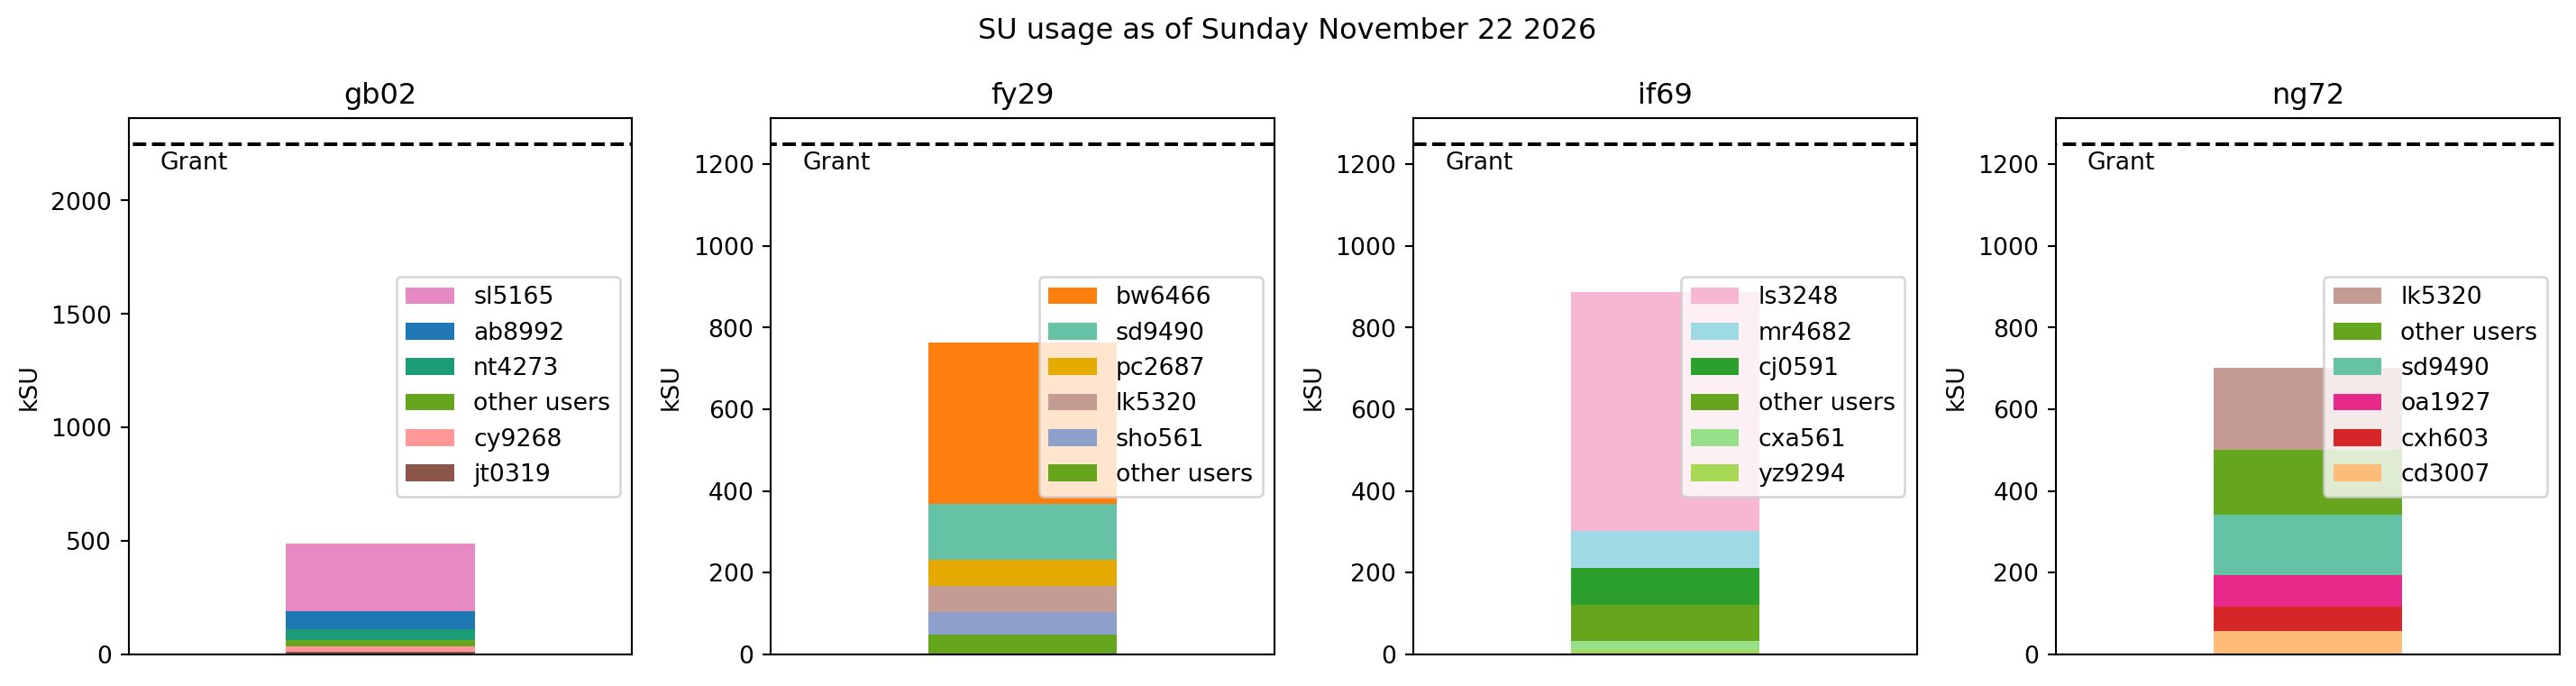 SU usage as of Sunday November 22 2026
gb02
kSU
2000
1500
1000
500
0
Grant
sl5165
ab8992
nt4273
other users
cy9268
jt0319
fy29
kSU
1200
1000
800
600
400
200
0
Grant
bw6466
sd9490
pc2687
lk5320
sho561
other users
if69
kSU
1200
1000
800
600
400
200
0
Grant
ls3248
mr4682
cj0591
other users
cxa561
yz9294
ng72
kSU
1200
1000
800
600
400
200
0
Grant
lk5320
other users
sd9490
oa1927
cxh603
cd3007